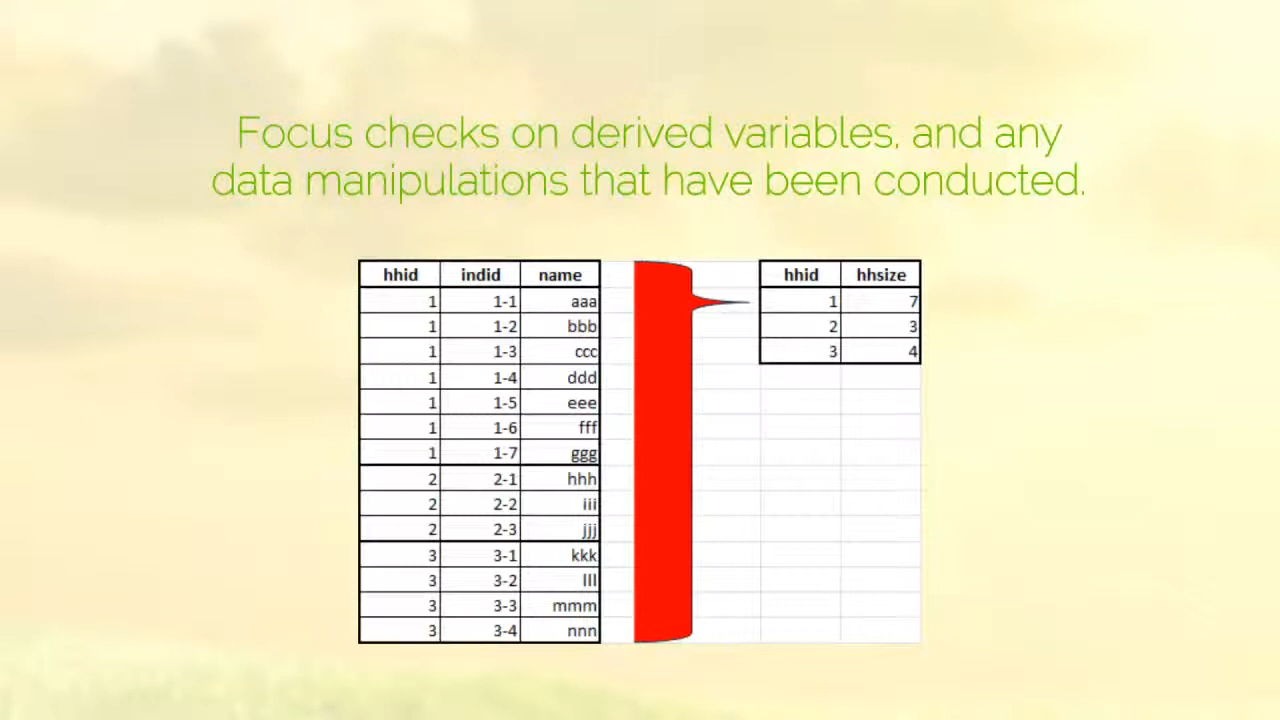 Focus checks on derived variables, and any
data manipulations that have been conducted.
hhid indid name
1 1-1 aaa
1 1-2 bbb
1 1-3 ccc
1 1-4 ddd
1 1-5 eee
1 1-6 fff
1 1-7 ggg
2 2-1 hhh
2 2-2 iii
2 2-3 jjj
3 3-1 kkk
3 3-2 lll
3 3-3 mmm
3 3-4 nnn
hhid hhsize
1 7
2 3
3 4